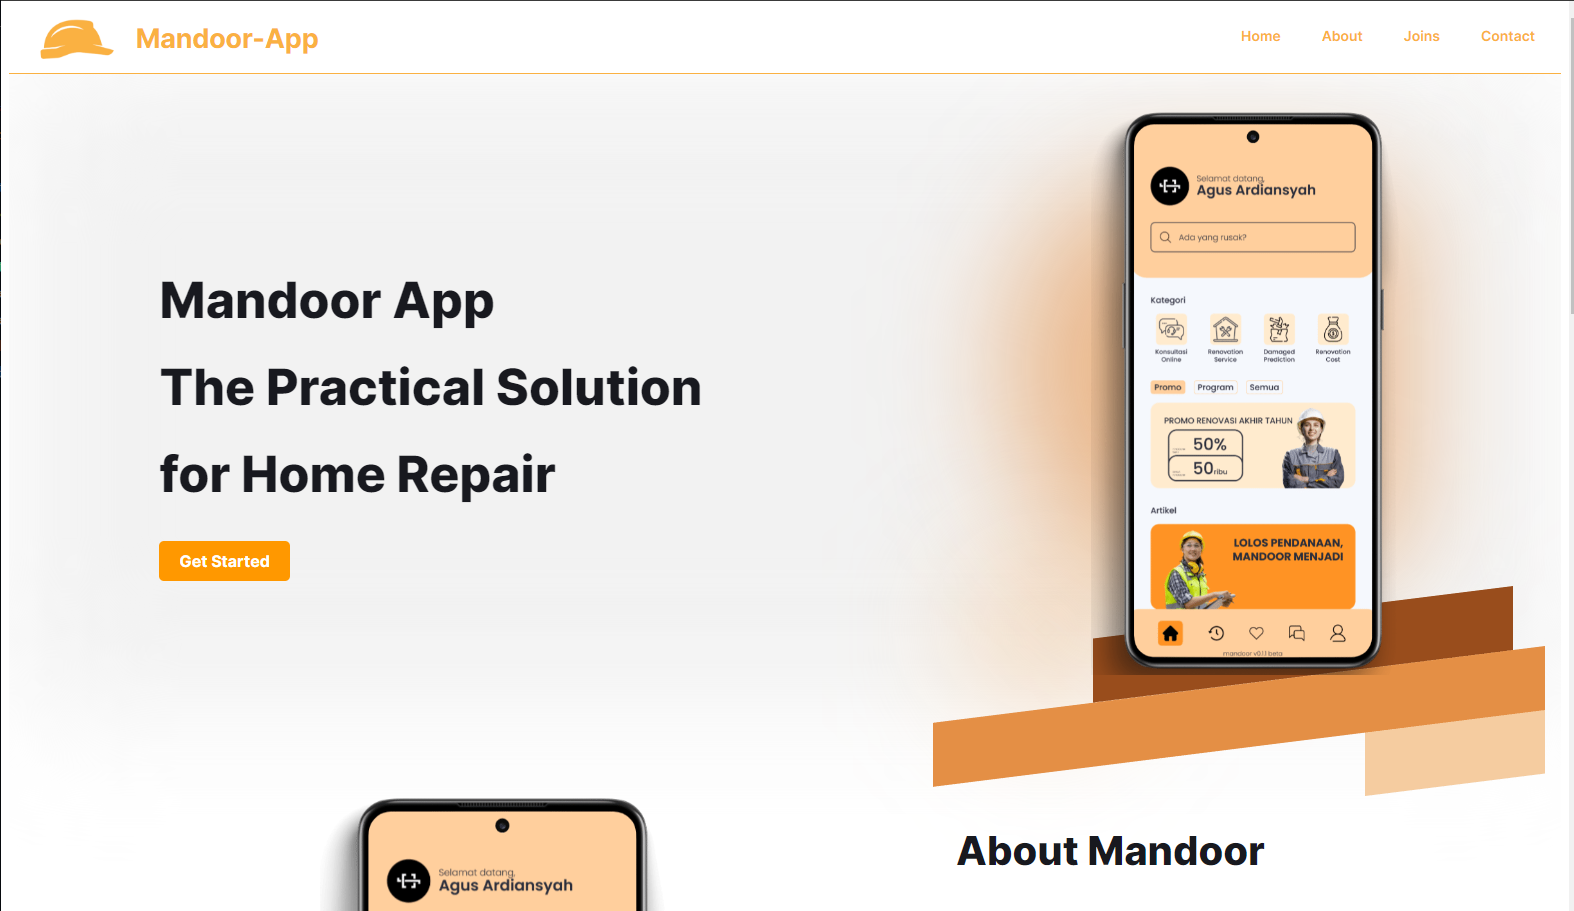 Mandoor-App
Home
About
Joins
Contact
Mandoor App
The Practical Solution
for Home Repair
Get Started
Selamat datang,
Agus Ardiansyah
Ada yang rusak?
Kategori
Konsultasi
Online
Renovation
Service
Damaged
Prediction
Renovation
Cost
Promo
Program
Semua
PROMO RENOVASI AKHIR TAHUN
50%
50 ribu
Artikel
LOLOS PENDANAAN,
MANDOOR MENJADI
mandoor v0.1.1 beta
About Mandoor
Selamat datang,
Agus Ardiansyah